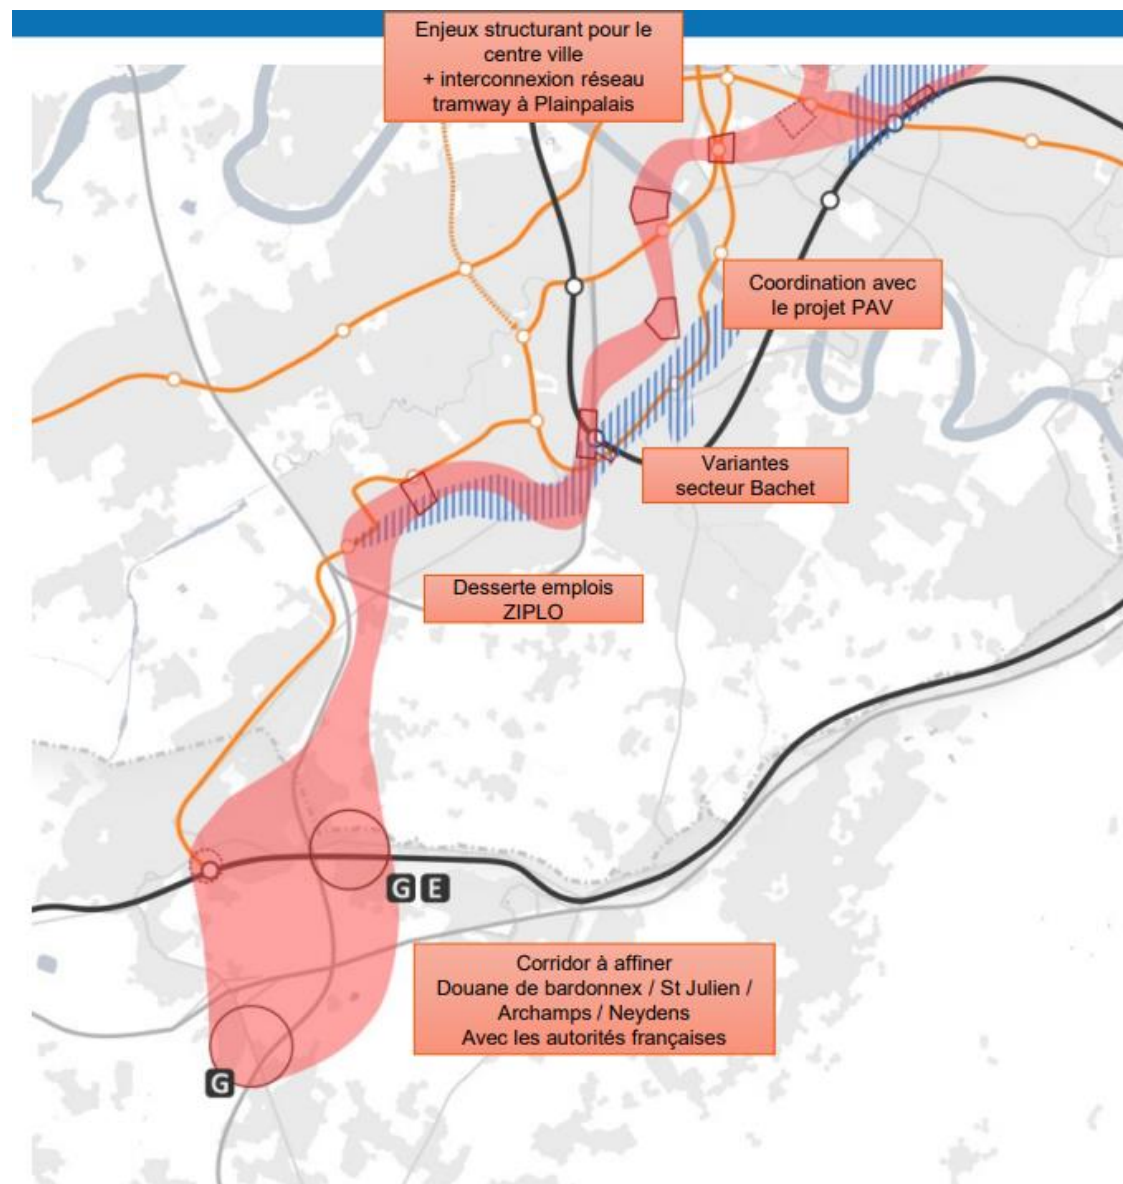 Enjeux structurant pour le
centre ville
+ interconnexion réseau
tramway à Plainpalais
Coordination avec
le projet PAV
Variantes
secteur Bachet
Desserte emplois
ZIPLO
G E
Corridor à affiner
Douane de bardonnex / St Julien /
Archamps / Neydens
Avec les autorités françaises
G